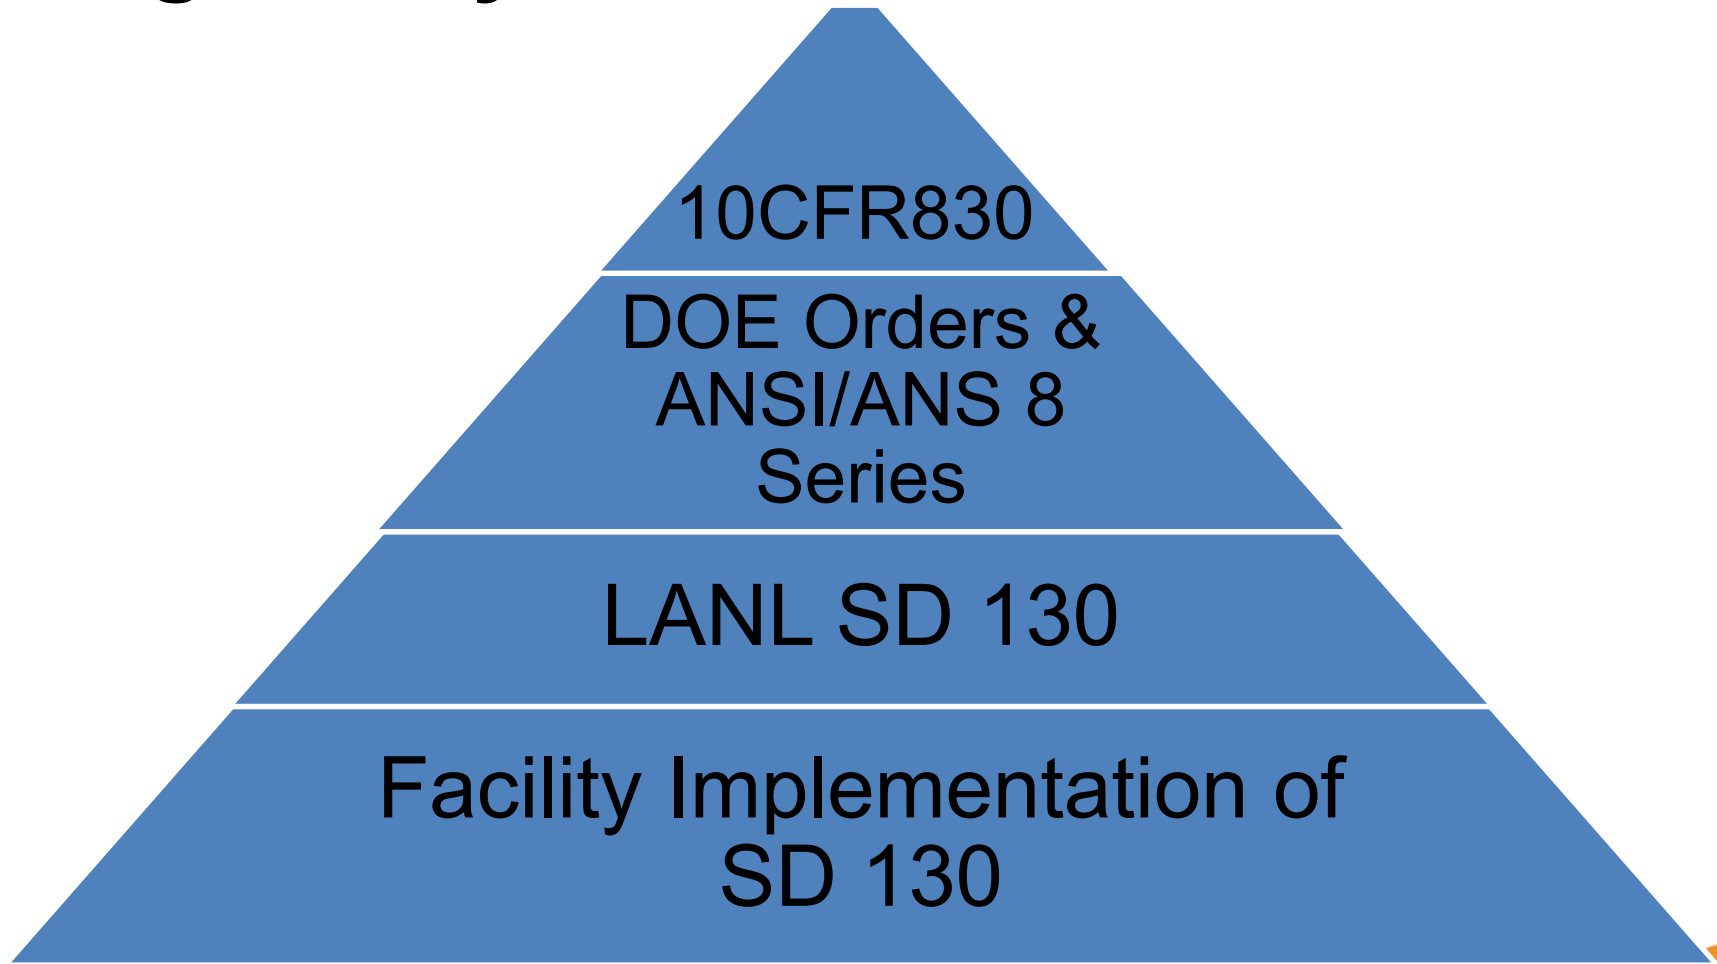 10CFR830
DOE Orders &
ANSI/ANS 8
Series
LANL SD 130
Facility Implementation of
SD 130